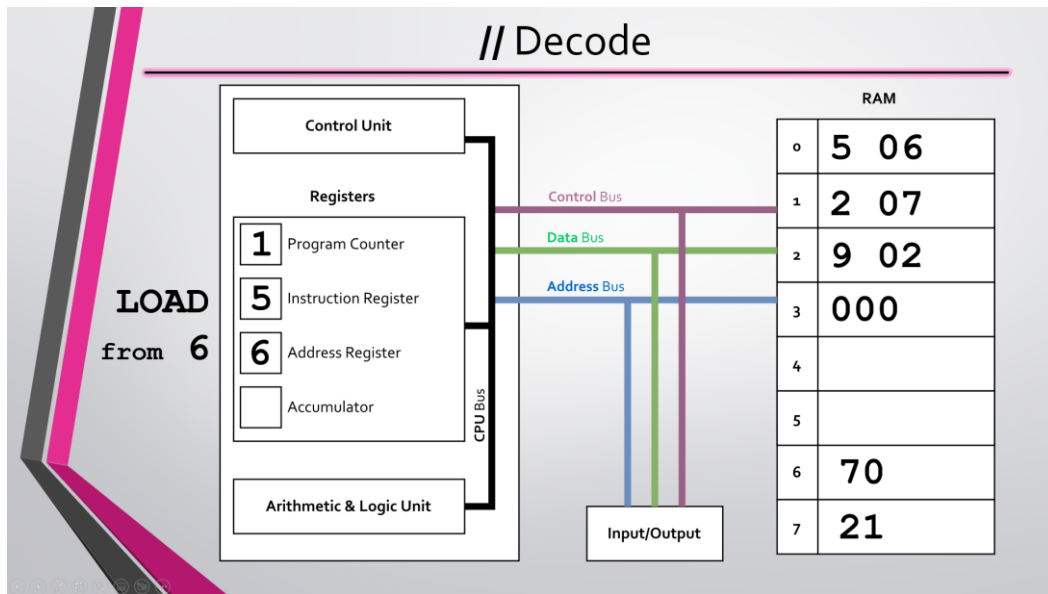 // Decode
Control Unit
Registers
1 Program Counter
5 Instruction Register
6 Address Register
Accumulator
LOAD
from 6
CPU Bus
Arithmetic & Logic Unit
Control Bus
Data Bus
Address Bus
Input/Output
RAM
0 5 06
1 2 07
2 9 02
3 000
4
5
6 70
7 21